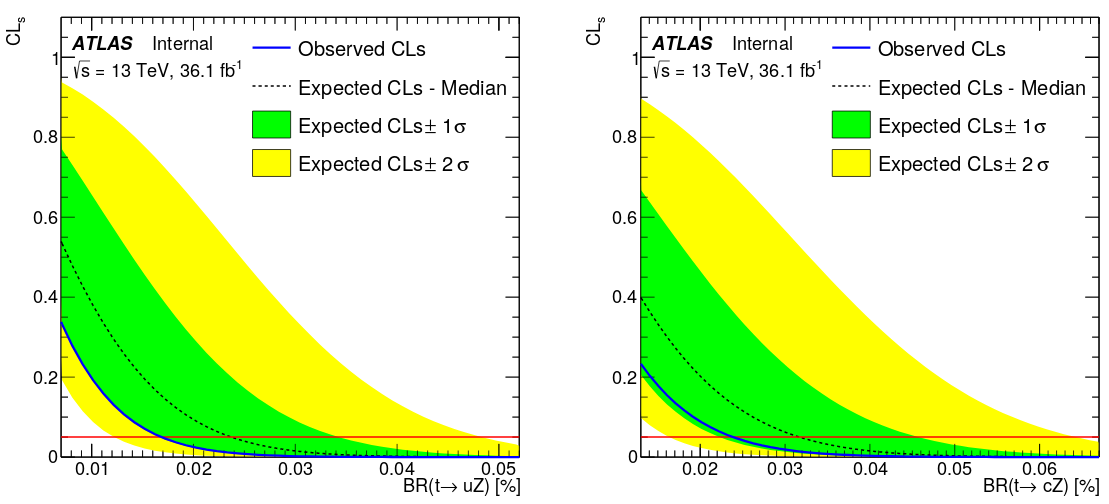 CLs
ATLAS Internal
√s = 13 TeV, 36.1 fb-1
Observed CLs
Expected CLs - Median
Expected CLs± 1σ
Expected CLs± 2 σ
1
0.8
0.6
0.4
0.2
0
0.01 0.02 0.03 0.04 0.05
BR(t→ uZ) [%]
CLs
ATLAS Internal
√s = 13 TeV, 36.1 fb-1
Observed CLs
Expected CLs - Median
Expected CLs± 1σ
Expected CLs± 2 σ
1
0.8
0.6
0.4
0.2
0
0.02 0.03 0.04 0.05 0.06
BR(t→ cZ) [%]